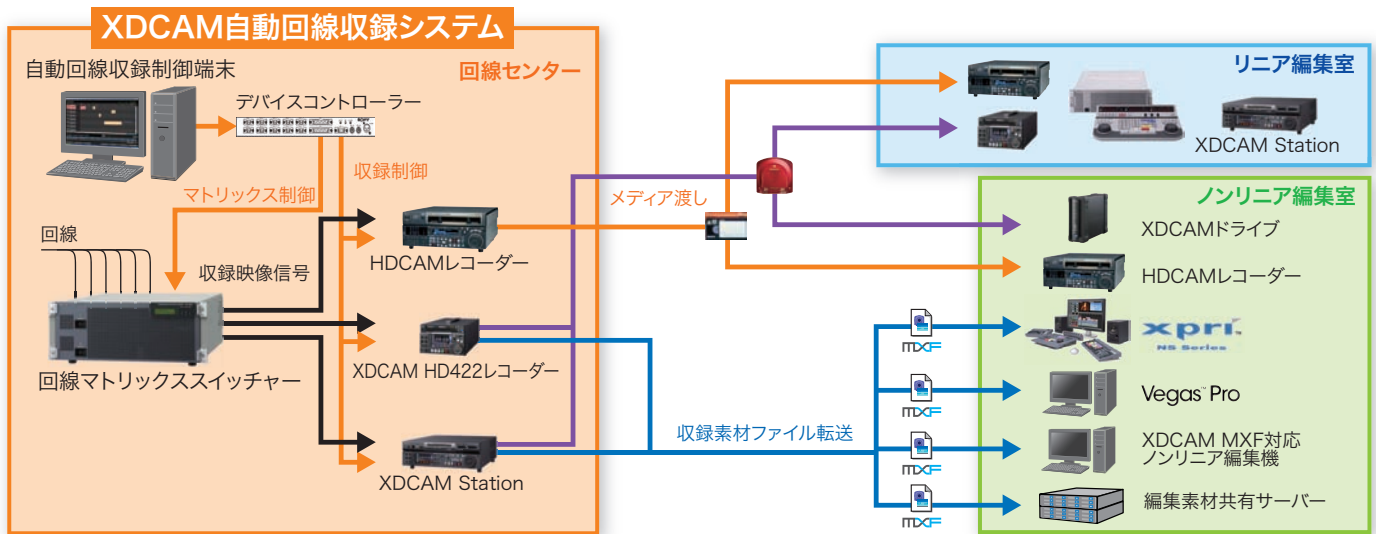 XDCAM自動回線収録システム
自動回線収録制御端末
回線センター
デバイスコントローラー
収録制御
マトリックス制御
回線
収録映像信号
HDCAMレコーダー
XDCAM HD422レコーダー
回線マトリックススイッチャー
XDCAM Station
メディア渡し
収録素材ファイル転送
リニア編集室
XDCAM Station
ノンリニア編集室
XDCAMドライブ
HDCAMレコーダー
MXF
xpri
NS Series
MXF
Vegas™ Pro
MXF
XDCAM MXF対応
ノンリニア編集機
MXF
編集素材共有サーバー